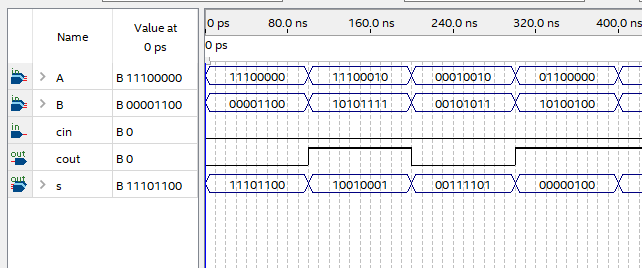 Name Value at 0 ps
0 ps 80.0 ns 160.0 ns 240.0 ns 320.0 ns 400.0 n
0 ps
in A B 11100000 11100000 11100010 00010010 01100000
in B B 00001100 00001100 10101111 00101011 10100100
in cin B 0
out cout B 0
out s B 11101100 11101100 10010001 00111101 00000100